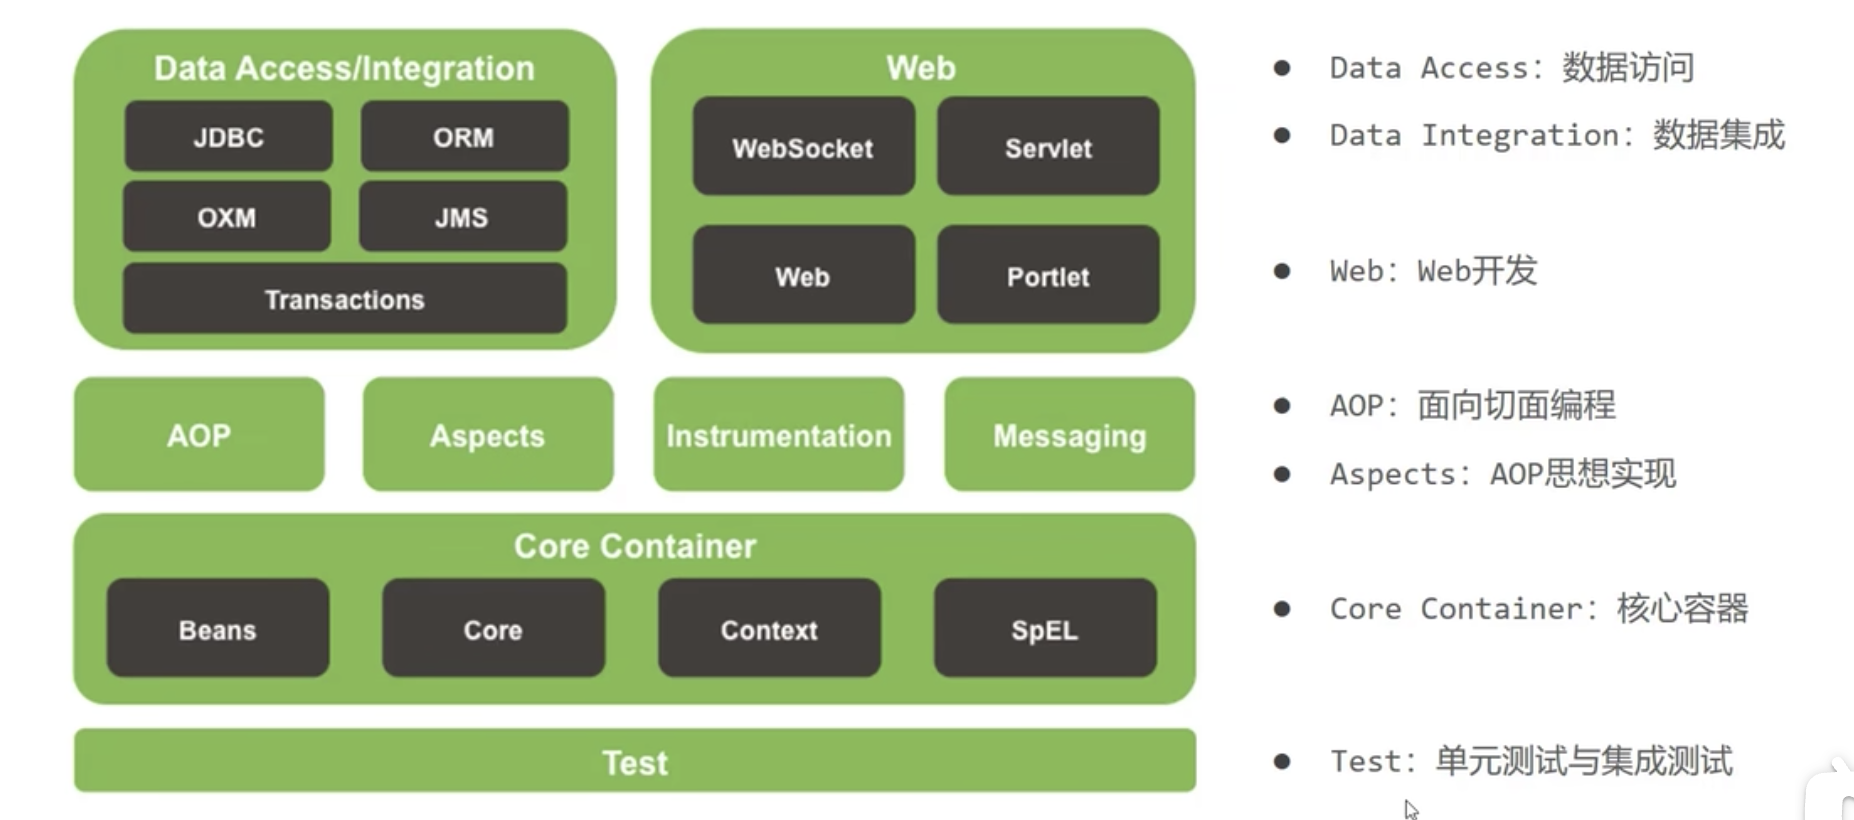 Data Access/Integration
JDBC
ORM
OXM
JMS
Transactions
Web
WebSocket
Servlet
Web
Portlet
AOP
Aspects
Instrumentation
Messaging
Core Container
Beans
Core
Context
SpEL
Test
● Data Access：数据访问
● Data Integration：数据集成
● Web：Web开发
● AOP：面向切面编程
● Aspects：AOP思想实现
● Core Container：核心容器
● Test：单元测试与集成测试